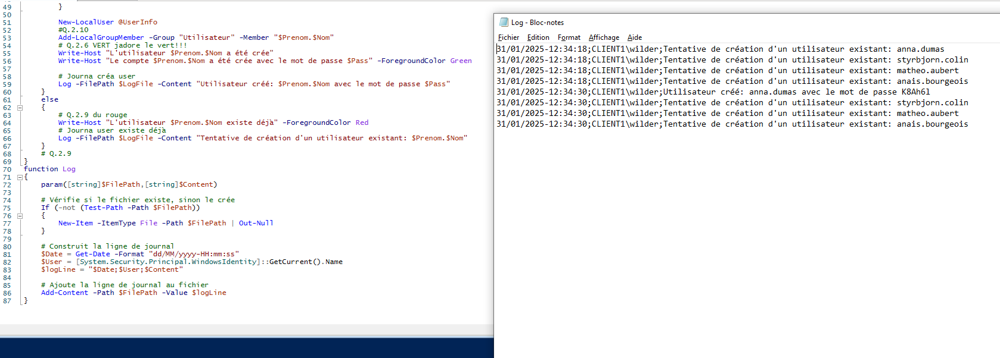 49 }
50
51 New-LocalUser @UserInfo
52 #Q.2.10
53 Add-LocalGroupMember -Group "Utilisateur" -Member "$Prenom.$Nom"
54 # Q.2.6 VERT jadore le vert!!!
55 Write-Host "L'utilisateur $Prenom.$Nom a été crée"
56 Write-Host "Le compte $Prenom.$Nom a été crée avec le mot de passe $Pass" -ForegroundColor Green
57
58 # Journa créa user
59 Log -FilePath $LogFile -Content "Utilisateur créé: $Prenom.$Nom avec le mot de passe $Pass"
60 }
61 else
62 {
63 # Q.2.9 du rouge
64 Write-Host "L'utilisateur $Prenom.$Nom existe déjà" -ForegroundColor Red
65 # Journa user existe déjà
66 Log -FilePath $LogFile -Content "Tentative de création d'un utilisateur existant: $Prenom.$Nom"
67 }
68 # Q.2.9
69 }
70 function Log
71 {
72 param([string]$FilePath,[string]$Content)
73
74 # Vérifie si le fichier existe, sinon le crée
75 If (-not (Test-Path -Path $FilePath))
76 {
77 New-Item -ItemType File -Path $FilePath | Out-Null
78 }
79
80 # Construit la ligne de journal
81 $Date = Get-Date -Format "dd/MM/yyyy-HH:mm:ss"
82 $User = [System.Security.Principal.WindowsIdentity]::GetCurrent().Name
83 $logLine = "$Date;$User;$Content"
84
85 # Ajoute la ligne de journal au fichier
86 Add-Content -Path $FilePath -Value $logLine
87 }
Log - Bloc-notes
Fichier Edition Format Affichage Aide
31/01/2025-12:34:18;CLIENT1\wilder;Tentative de création d'un utilisateur existant: anna.dumas
31/01/2025-12:34:18;CLIENT1\wilder;Tentative de création d'un utilisateur existant: styrbjorn.colin
31/01/2025-12:34:18;CLIENT1\wilder;Tentative de création d'un utilisateur existant: matheo.aubert
31/01/2025-12:34:18;CLIENT1\wilder;Tentative de création d'un utilisateur existant: anais.bourgeois
31/01/2025-12:34:30;CLIENT1\wilder;Utilisateur créé: anna.dumas avec le mot de passe K8Ah6l
31/01/2025-12:34:30;CLIENT1\wilder;Tentative de création d'un utilisateur existant: styrbjorn.colin
31/01/2025-12:34:30;CLIENT1\wilder;Tentative de création d'un utilisateur existant: matheo.aubert
31/01/2025-12:34:30;CLIENT1\wilder;Tentative de création d'un utilisateur existant: anais.bourgeois